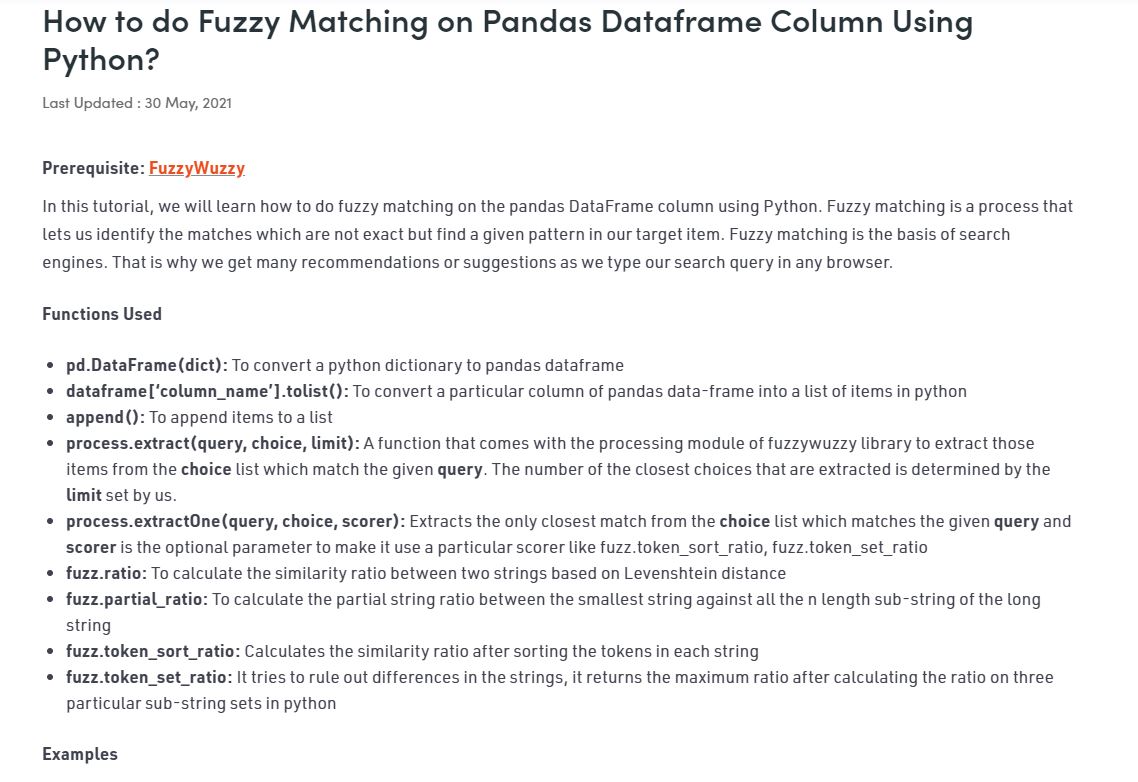 How to do Fuzzy Matching on Pandas Dataframe Column Using
Python?
Last Updated : 30 May, 2021
Prerequisite: FuzzyWuzzy
In this tutorial, we will learn how to do fuzzy matching on the pandas DataFrame column using Python. Fuzzy matching is a process that
lets us identify the matches which are not exact but find a given pattern in our target item. Fuzzy matching is the basis of search
engines. That is why we get many recommendations or suggestions as we type our search query in any browser.
Functions Used
• pd.DataFrame(dict): To convert a python dictionary to pandas dataframe
• dataframe[‘column_name’].tolist(): To convert a particular column of pandas data-frame into a list of items in python
• append(): To append items to a list
• process.extract(query, choice, limit): A function that comes with the processing module of fuzzywuzzy library to extract those
items from the choice list which match the given query. The number of the closest choices that are extracted is determined by the
limit set by us.
• process.extractOne(query, choice, scorer): Extracts the only closest match from the choice list which matches the given query and
scorer is the optional parameter to make it use a particular scorer like fuzz.token_sort_ratio, fuzz.token_set_ratio
• fuzz.ratio: To calculate the similarity ratio between two strings based on Levenshtein distance
• fuzz.partial_ratio: To calculate the partial string ratio between the smallest string against all the n length sub-string of the long
string
• fuzz.token_sort_ratio: Calculates the similarity ratio after sorting the tokens in each string
• fuzz.token_set_ratio: It tries to rule out differences in the strings, it returns the maximum ratio after calculating the ratio on three
particular sub-string sets in python
Examples